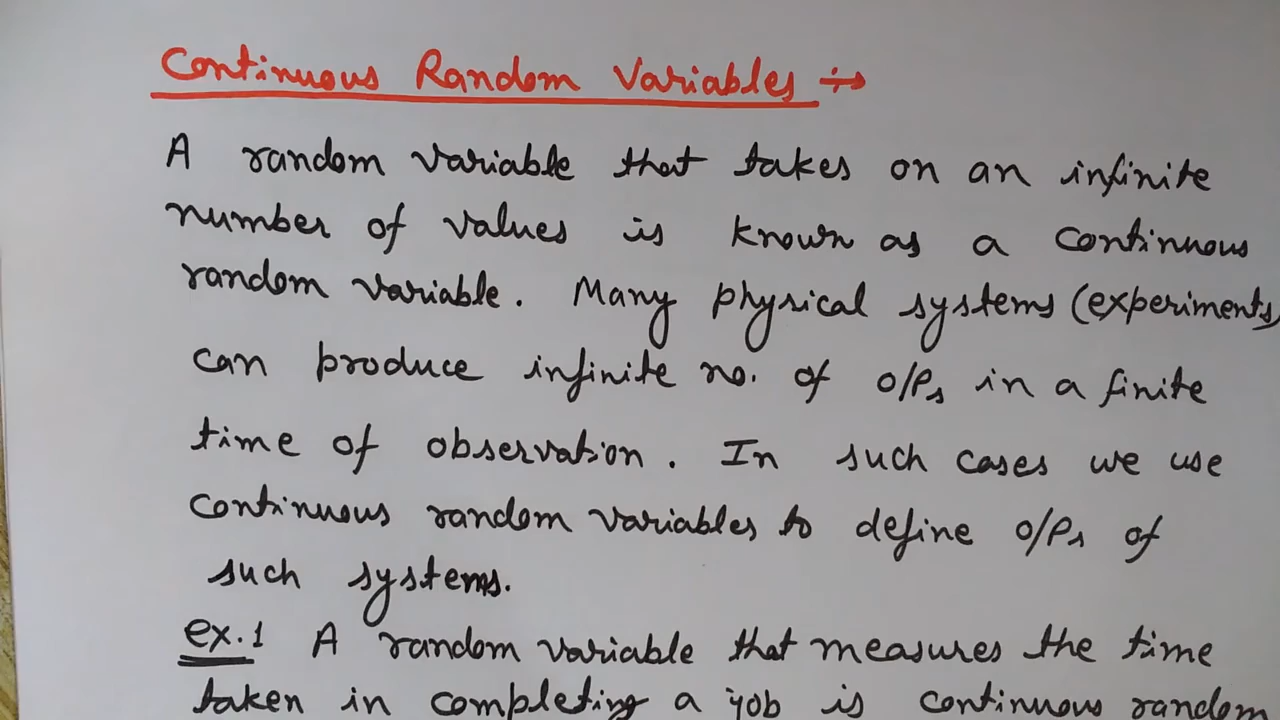 Continuous Random Variables :→
A random variable that takes on an infinite
number of values is known as a continuous
random variable. Many physical systems (experiments)
can produce infinite no. of O/Ps in a finite
time of observation. In such cases we use
continuous random variables to define O/Ps of
such systems.
ex.1 A random variable that measures the time
taken in completing a job is continuous random